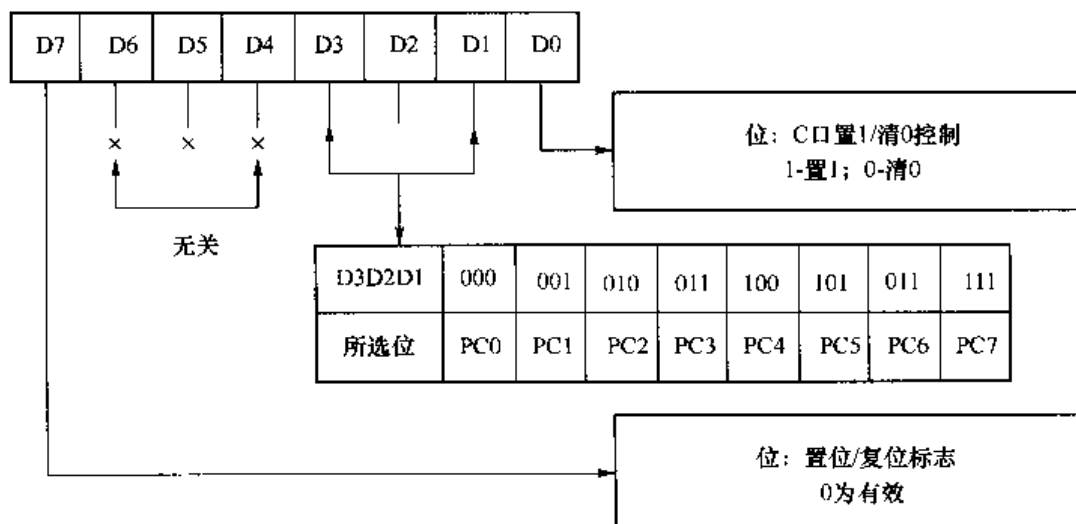 D7 D6 D5 D4 D3 D2 D1 D0
× × ×
位：C口置1/清0控制
1-置1；0-清0
无关
D3D2D1 000 001 010 011 100 101 011 111
所选位 PC0 PC1 PC2 PC3 PC4 PC5 PC6 PC7
位：置位/复位标志
0为有效